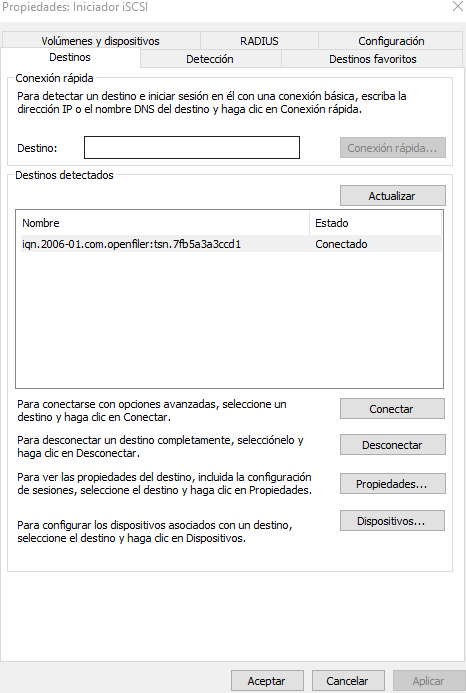 Propiedades: Iniciador iSCSI
Volúmenes y dispositivos
RADIUS
Configuración
Destinos
Detección
Destinos favoritos
Conexión rápida
Para detectar un destino e iniciar sesión en él con una conexión básica, escriba la
dirección IP o el nombre DNS del destino y haga clic en Conexión rápida.
Destino:
Conexión rápida...
Destinos detectados
Actualizar
Nombre
Estado
iqn.2006-01.com.openfiler:tsn.7fb5a3a3ccd1
Conectado
Para conectarse con opciones avanzadas, seleccione un
destino y haga clic en Conectar.
Conectar
Para desconectar un destino completamente, selecciónelo y
haga clic en Desconectar.
Desconectar
Para ver las propiedades del destino, incluida la configuración
de sesiones, seleccione el destino y haga clic en Propiedades.
Propiedades...
Para configurar los dispositivos asociados con un destino,
seleccione el destino y haga clic en Dispositivos.
Dispositivos...
Aceptar
Cancelar
Aplicar